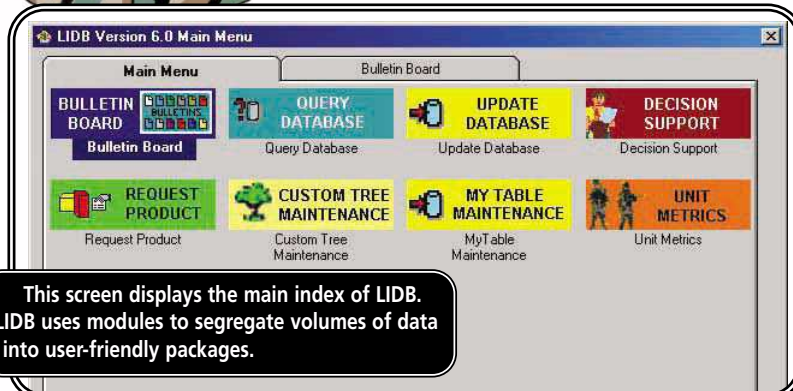 LIDB Version 6.0 Main Menu
Main Menu
Bulletin Board
BULLETIN BOARD
BULLETINS
Bulletin Board
QUERY DATABASE
Query Database
UPDATE DATABASE
Update Database
DECISION SUPPORT
Decision Support
REQUEST PRODUCT
Request Product
CUSTOM TREE MAINTENANCE
Custom Tree
Maintenance
MY TABLE MAINTENANCE
MyTable
Maintenance
UNIT METRICS
Unit Metrics
This screen displays the main index of LIDB.
LIDB uses modules to segregate volumes of data
into user-friendly packages.